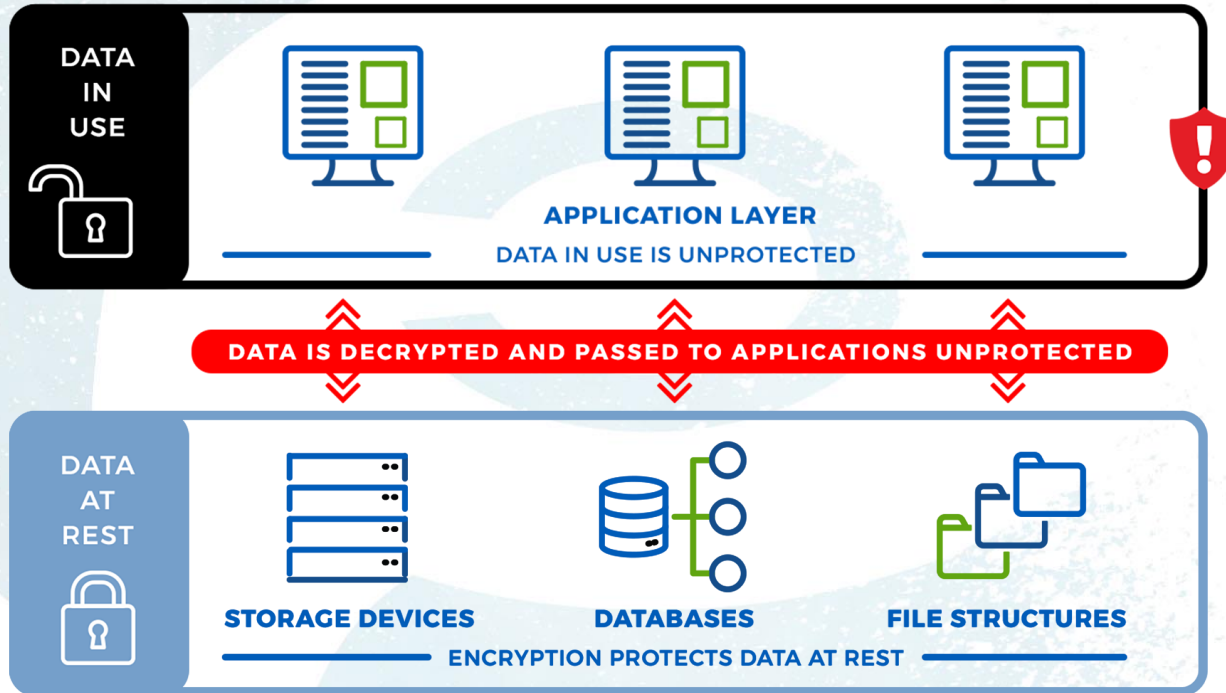 DATA
IN
USE
APPLICATION LAYER
DATA IN USE IS UNPROTECTED
DATA IS DECRYPTED AND PASSED TO APPLICATIONS UNPROTECTED
DATA
AT
REST
STORAGE DEVICES
DATABASES
FILE STRUCTURES
ENCRYPTION PROTECTS DATA AT REST